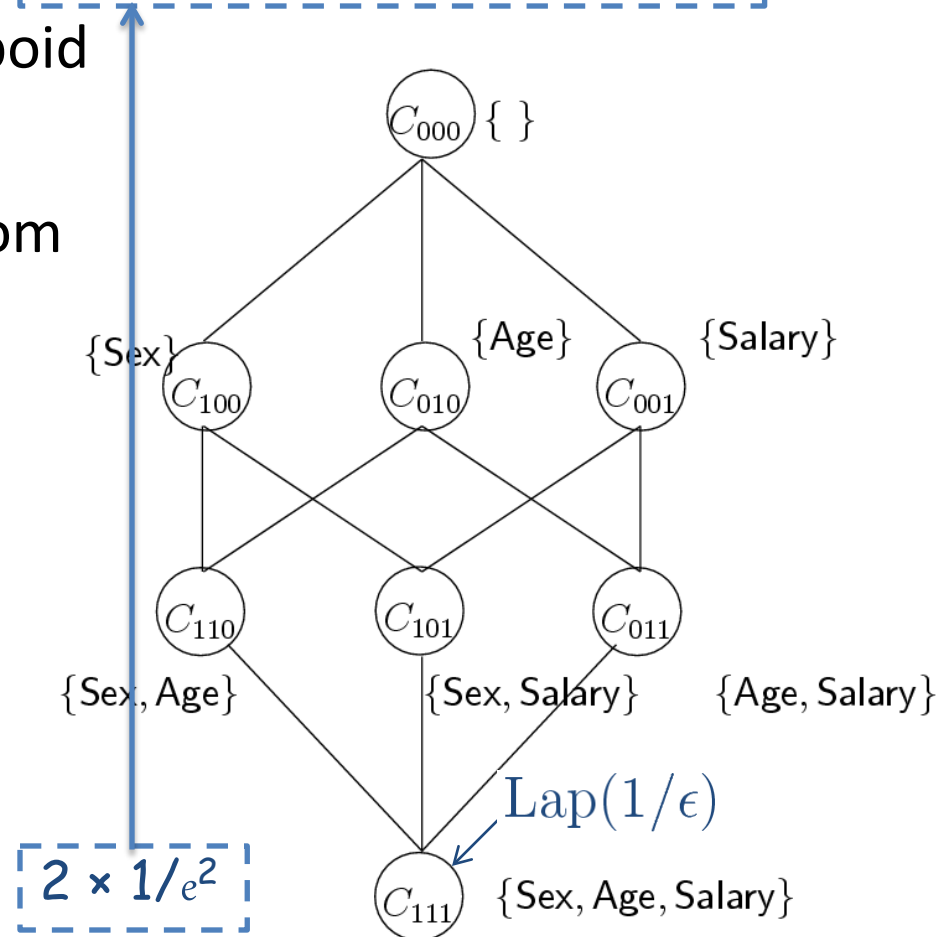 C₀₀₀ { }
{Sex}
{Age}
{Salary}
C₁₀₀
C₀₁₀
C₀₀₁
C₁₁₀
C₁₀₁
C₀₁₁
{Sex, Age}
{Sex, Salary}
{Age, Salary}
Lap(1/ϵ)
2 × 1/e²
C₁₁₁
{Sex, Age, Salary}